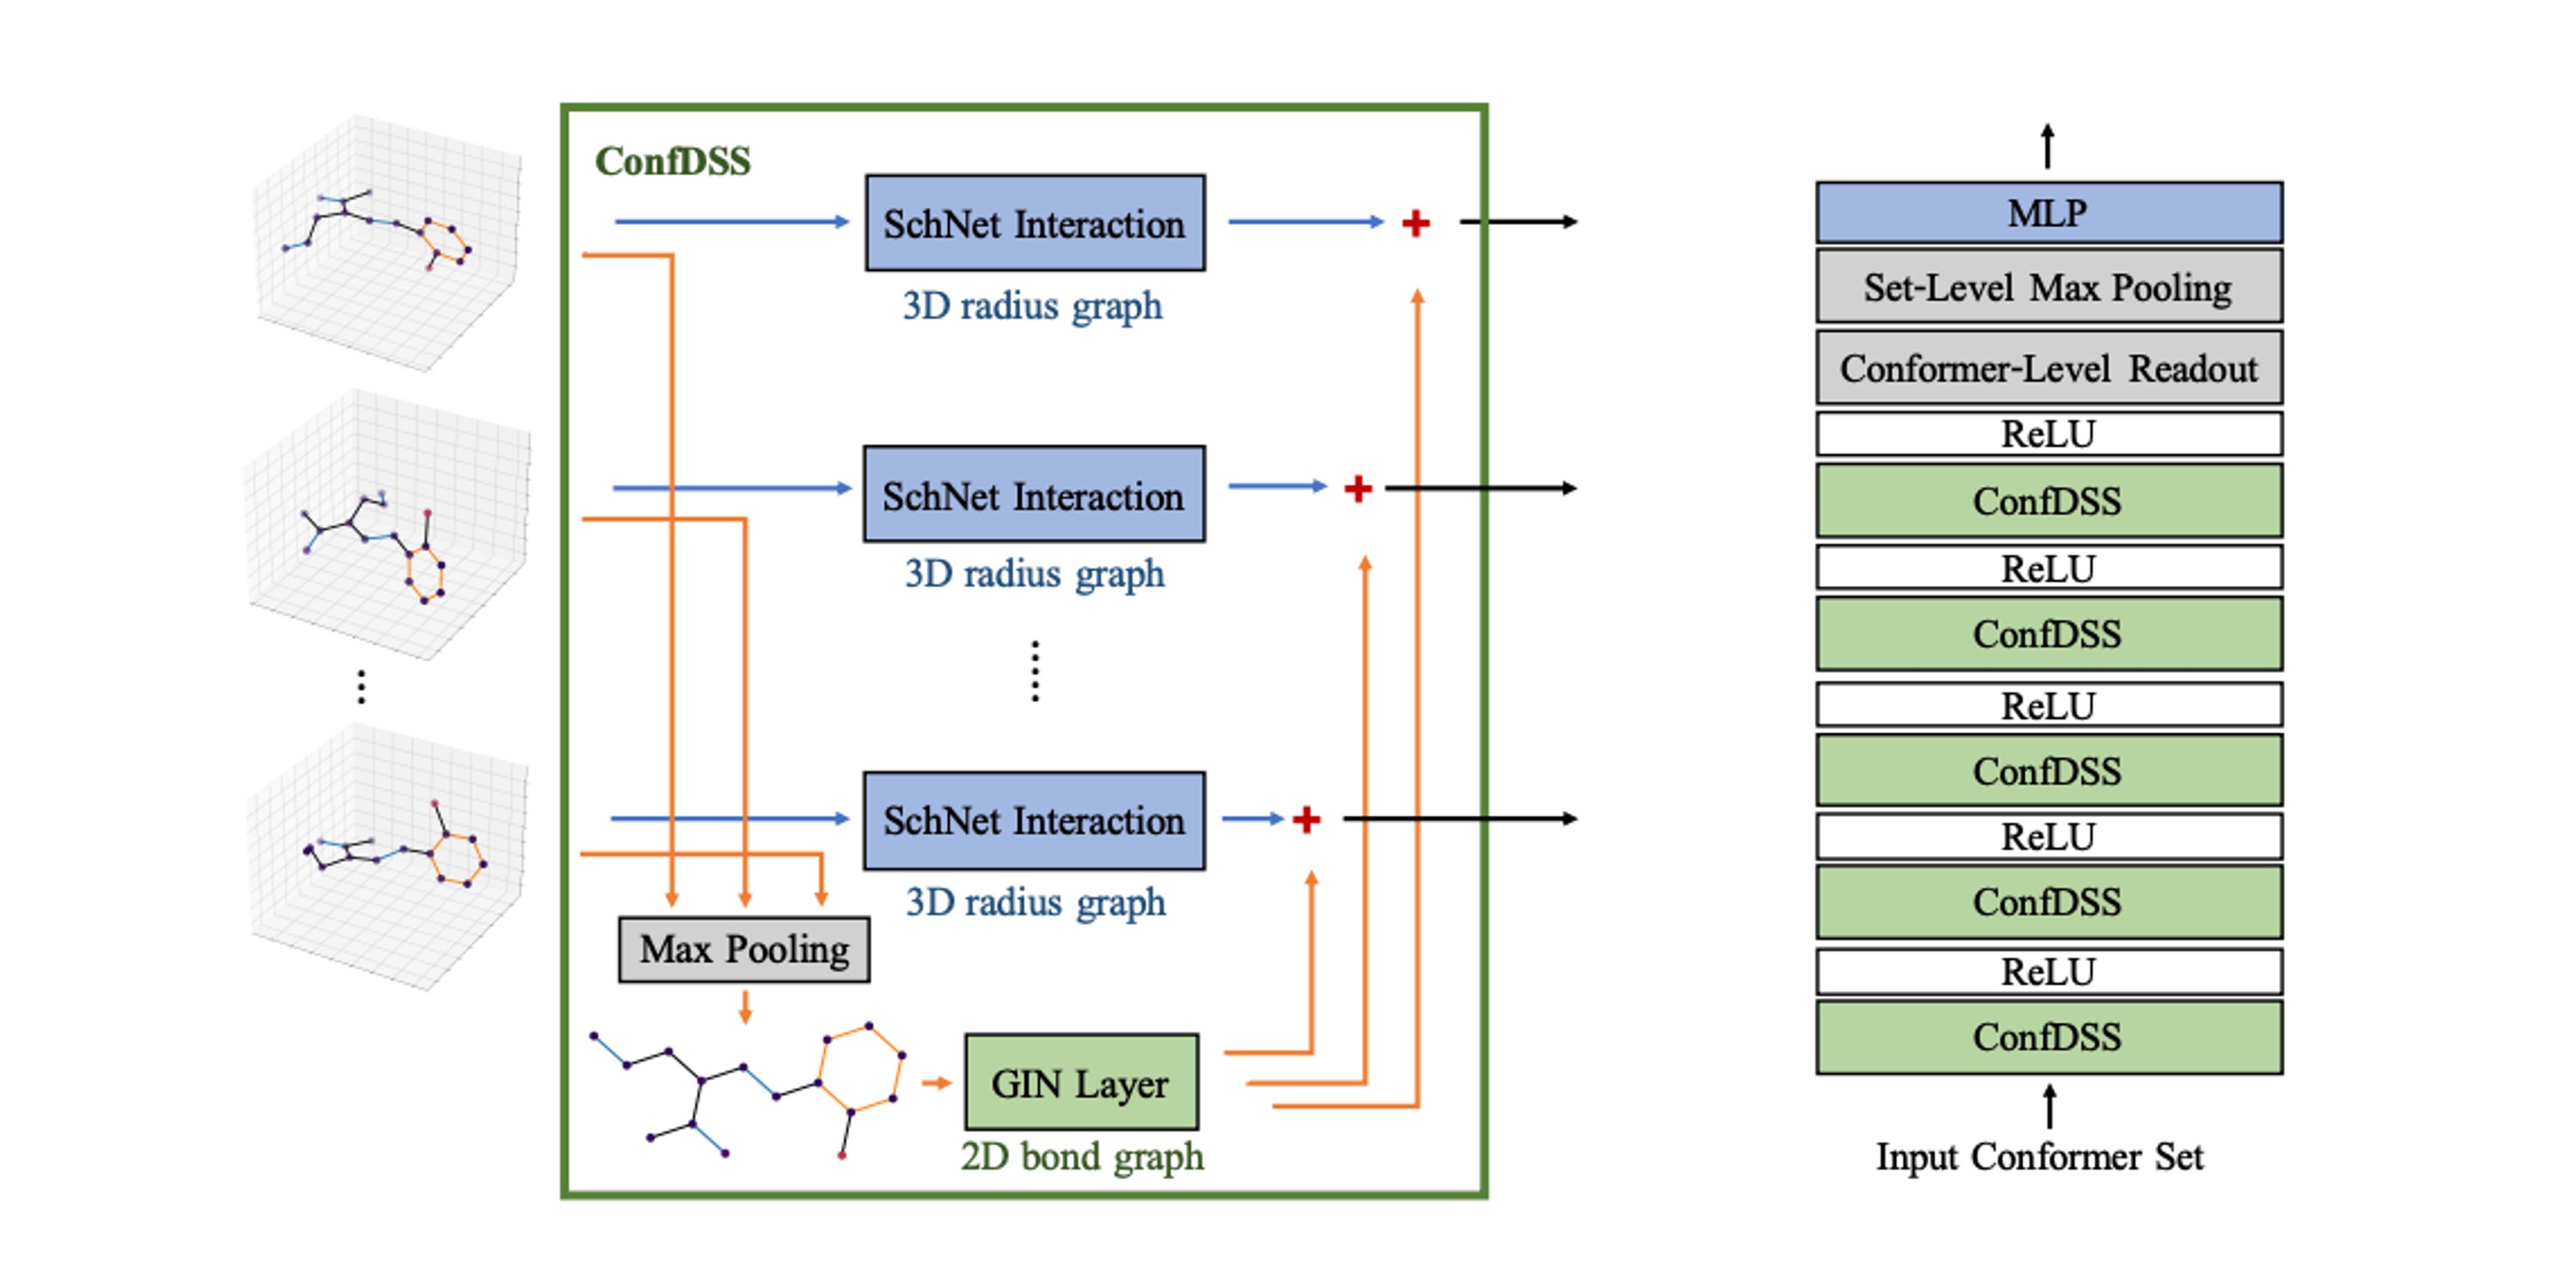 ConfDSS
SchNet Interaction
3D radius graph
SchNet Interaction
3D radius graph
SchNet Interaction
3D radius graph
Max Pooling
GIN Layer
2D bond graph
MLP
Set-Level Max Pooling
Conformer-Level Readout
ReLU
ConfDSS
ReLU
ConfDSS
ReLU
ConfDSS
ReLU
ConfDSS
ReLU
ConfDSS
Input Conformer Set